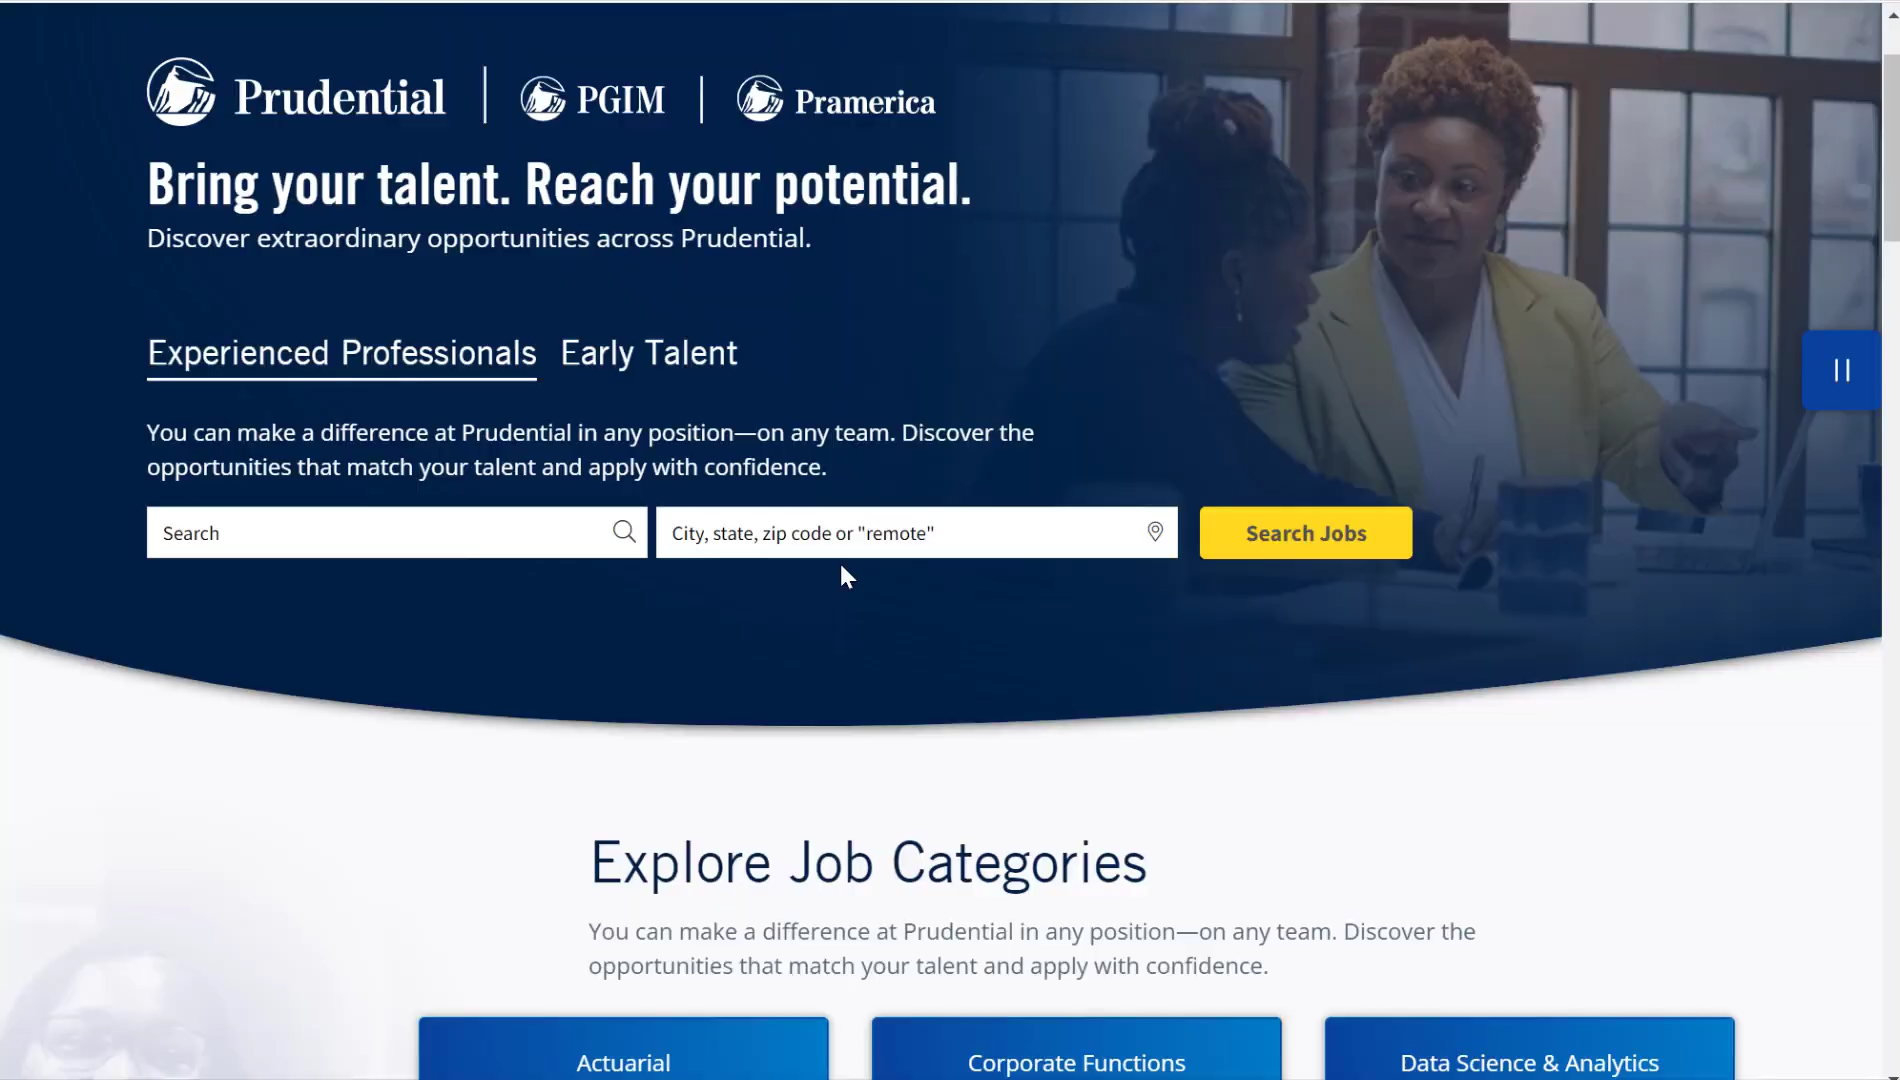 Prudential | PGIM | Pramerica
Bring your talent. Reach your potential.
Discover extraordinary opportunities across Prudential.
Experienced Professionals Early Talent
You can make a difference at Prudential in any position—on any team. Discover the
opportunities that match your talent and apply with confidence.
Search City, state, zip code or "remote" Search Jobs
Explore Job Categories
You can make a difference at Prudential in any position—on any team. Discover the
opportunities that match your talent and apply with confidence.
Actuarial Corporate Functions Data Science & Analytics